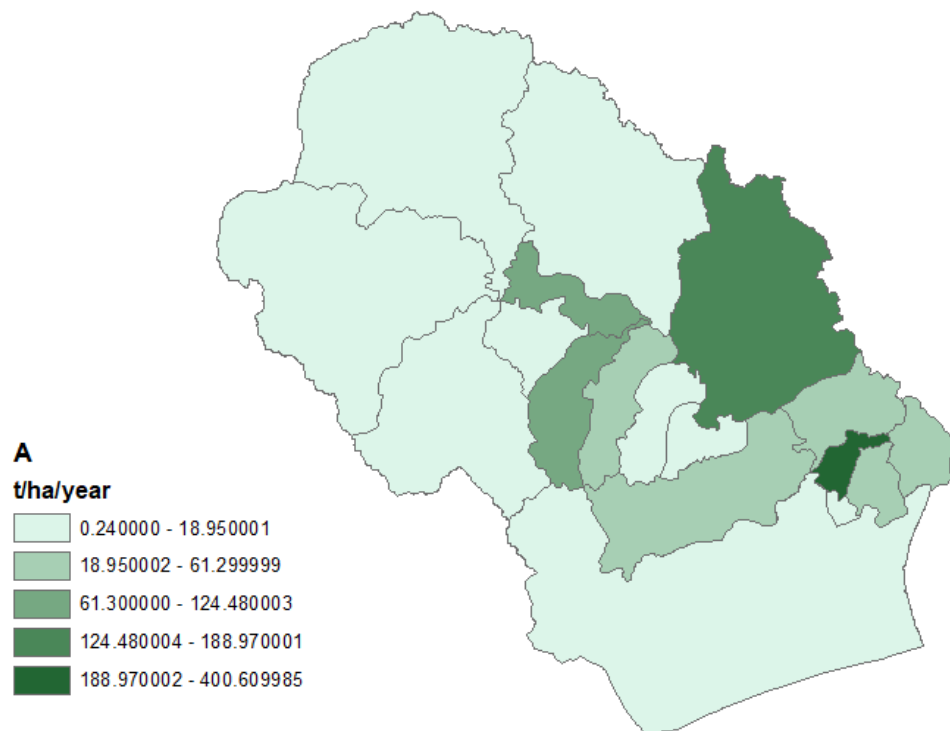 A
t/ha/year
0.240000 - 18.950001
18.950002 - 61.299999
61.300000 - 124.480003
124.480004 - 188.970001
188.970002 - 400.609985